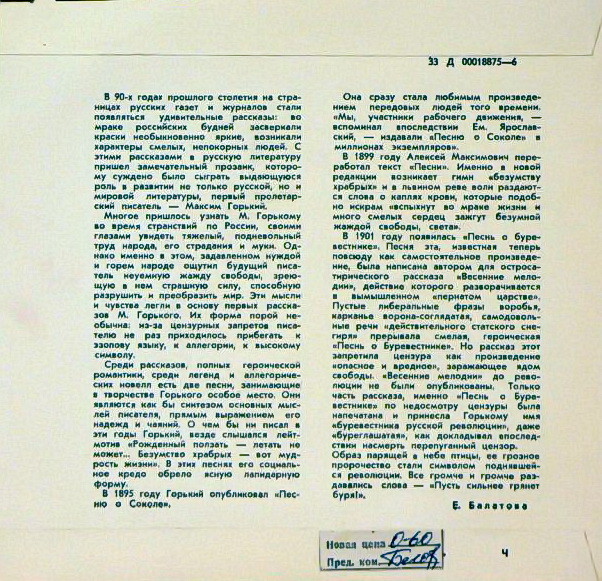 33 Д 00018875—6
В 90-х годах прошлого столетия на стра-
ницах русских газет и журналов стали
появляться удивительные рассказы: во
мраке российских будней засверкали
краски необыкновенно яркие, возникали
характеры смелых, непокорных людей. С
этими рассказами в русскую литературу
пришел замечательный прозаик, которо-
му суждено было сыграть выдающуюся
роль в развитии не только русской, но и
мировой литературы, первый пролетар-
ский писатель — Максим Горький.
Многое пришлось узнать М. Горькому
во время странствий по России, своими
глазами увидеть тяжелый, подневольный
труд народа, его страдания и муки. Од-
нако именно в этом, задавленном нуждой
и горем народе ощутил будущий писа-
тель неуемную жажду свободы, зрею-
щую в нем страшную силу, способную
разрушить и преобразить мир. Эти мысли
и чувства легли в основу первых расска-
зов М. Горького. Их форма порой не-
обычна: из-за цензурных запретов писате-
лю не раз приходилось прибегать к
эзопову языку, к аллегории, к высокому
символу.
Среди рассказов, полных героической
романтики, среди легенд и аллегориче-
ских новелл есть две песни, занимающие
в творчестве Горького особое место. Они
являются как бы синтезом основных мыс-
лей писателя, прямым выражением его
надежд и чаяний. О чем бы ни писал в
эти годы Горький, везде слышался лейт-
мотив «Рожденный ползать — летать не
может... Безумство храбрых — вот муд-
рость жизни». В этих песнях его социаль-
ное кредо обрело ясную лапидарную
форму.
В 1895 году Горький опубликовал «Пес-
ню о Соколе».
Она сразу стала любимым произведе-
нием передовых людей того времени.
«Мы, участники рабочего движения, —
вспоминал впоследствии Ем. Ярослав-
ский, — издавали «Песню о Соколе» в
миллионах экземпляров».
В 1899 году Алексей Максимович пере-
работал текст «Песни». Именно в новой
редакции возникает гимн «безумству
храбрых» и в львином реве волн раздают-
ся слова о каплях крови, которые подоб-
но искрам «вспыхнут во мраке жизни и
много смелых сердец зажгут безумной
жаждой свободы, света».
В 1901 году появилась «Песнь о буре-
вестнике». Песня эта, известная теперь
повсюду как самостоятельное произведе-
ние, была написана автором для остроса-
тирического рассказа «Весенние мело-
дии», действие которого разворачивается
в вымышленном «пернатом царстве».
Пустые либеральные фразы воробья,
карканье ворона-соглядатая, самодоволь-
ные речи «действительного статского сне-
гиря» прерывала смелая, героическая
«Песнь о Буревестнике». Но рассказ этот
запретила цензура как произведение
«опасное и вредное», заражающее ядом
свободы. «Весенние мелодии» до рево-
люции не были опубликованы. Только
часть рассказа, именно «Песнь о Буре-
вестнике» по недосмотру цензуры была
напечатана и принесла Горькому имя
«буревестника русской революции», даже
«буреглашатая», как докладывал впослед-
ствии насмерть перепуганный цензор.
Образ парящей в небе птицы, ее грозное
пророчество стали символом поднявшей-
ся революции. Все громче и громче раз-
давались слова — «Пусть сильнее грянет
буря!».
Е. Балатова
Новая цена 0-60
Пред. ком.
Ч